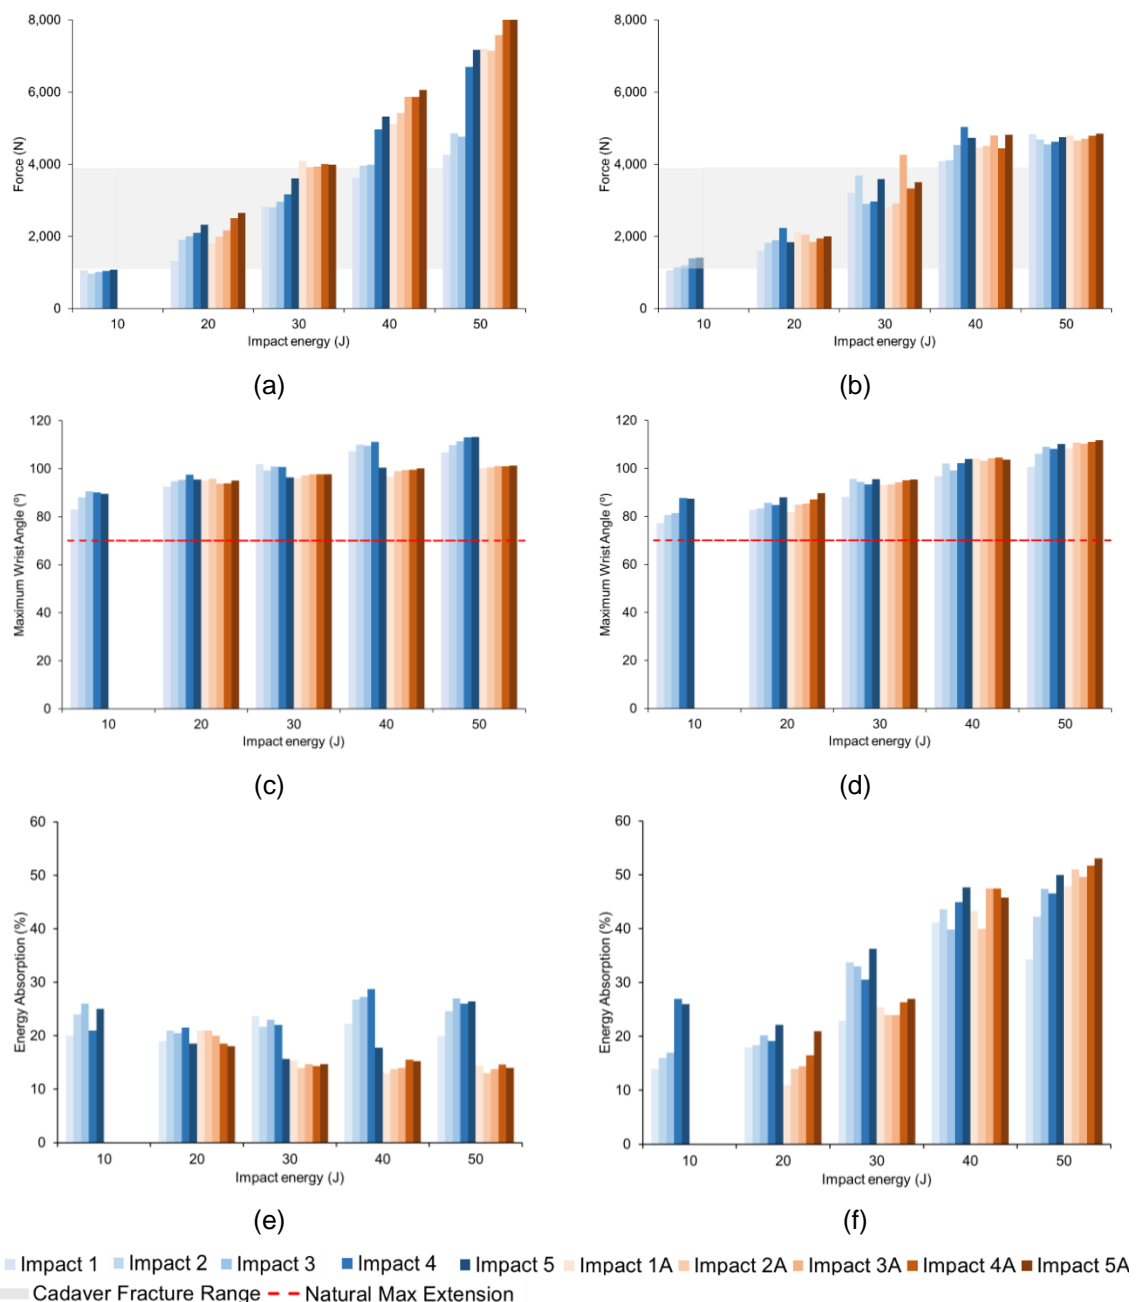 8,000
6,000
4,000
2,000
0
Force (N)
10 20 30 40 50
Impact energy (J)
(a)
8,000
6,000
4,000
2,000
0
Force (N)
10 20 30 40 50
Impact energy (J)
(b)
120
100
80
60
40
20
0
Maximum Wrist Angle (º)
10 20 30 40 50
Impact energy (J)
(c)
120
100
80
60
40
20
0
Maximum Wrist Angle (º)
10 20 30 40 50
Impact energy (J)
(d)
60
50
40
30
20
10
0
Energy Absorption (%)
10 20 30 40 50
Impact energy (J)
(e)
60
50
40
30
20
10
0
Energy Absorption (%)
10 20 30 40 50
Impact energy (J)
(f)
Impact 1 Impact 2 Impact 3 Impact 4 Impact 5 Impact 1A Impact 2A Impact 3A Impact 4A Impact 5A
Cadaver Fracture Range Natural Max Extension